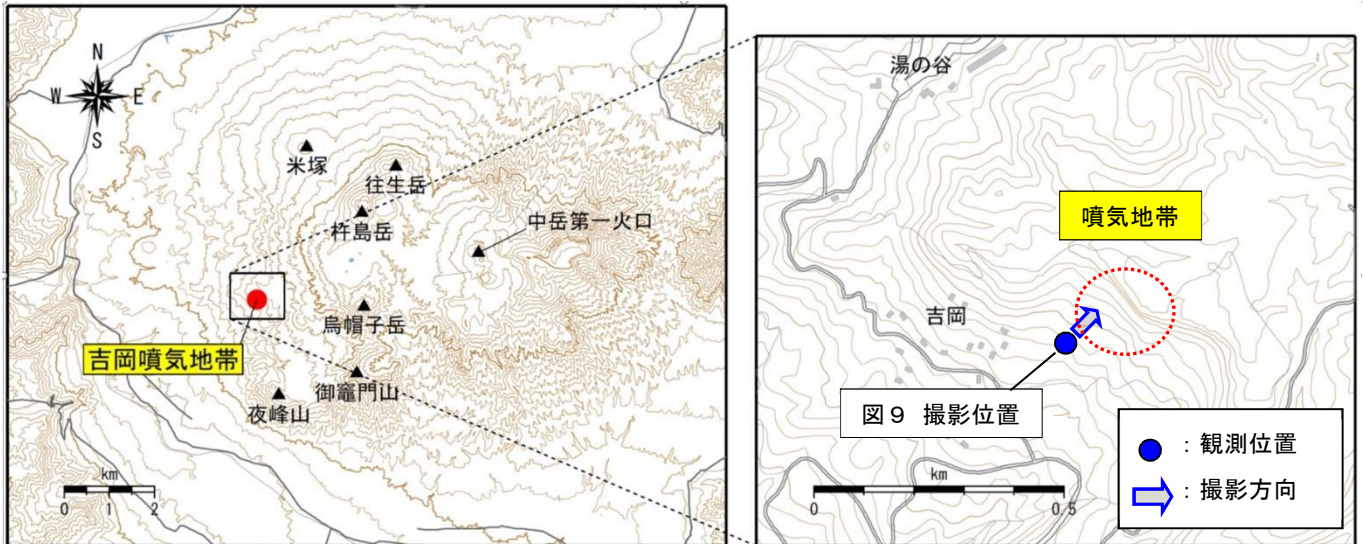 N
W
E
S
米塚
往生岳
杵島岳
中岳第一火口
烏帽子岳
吉岡噴気地帯
御竈門山
夜峰山
km
0
1
2
湯の谷
噴気地帯
吉岡
図9 撮影位置
km
0
0.5
：観測位置
：撮影方向